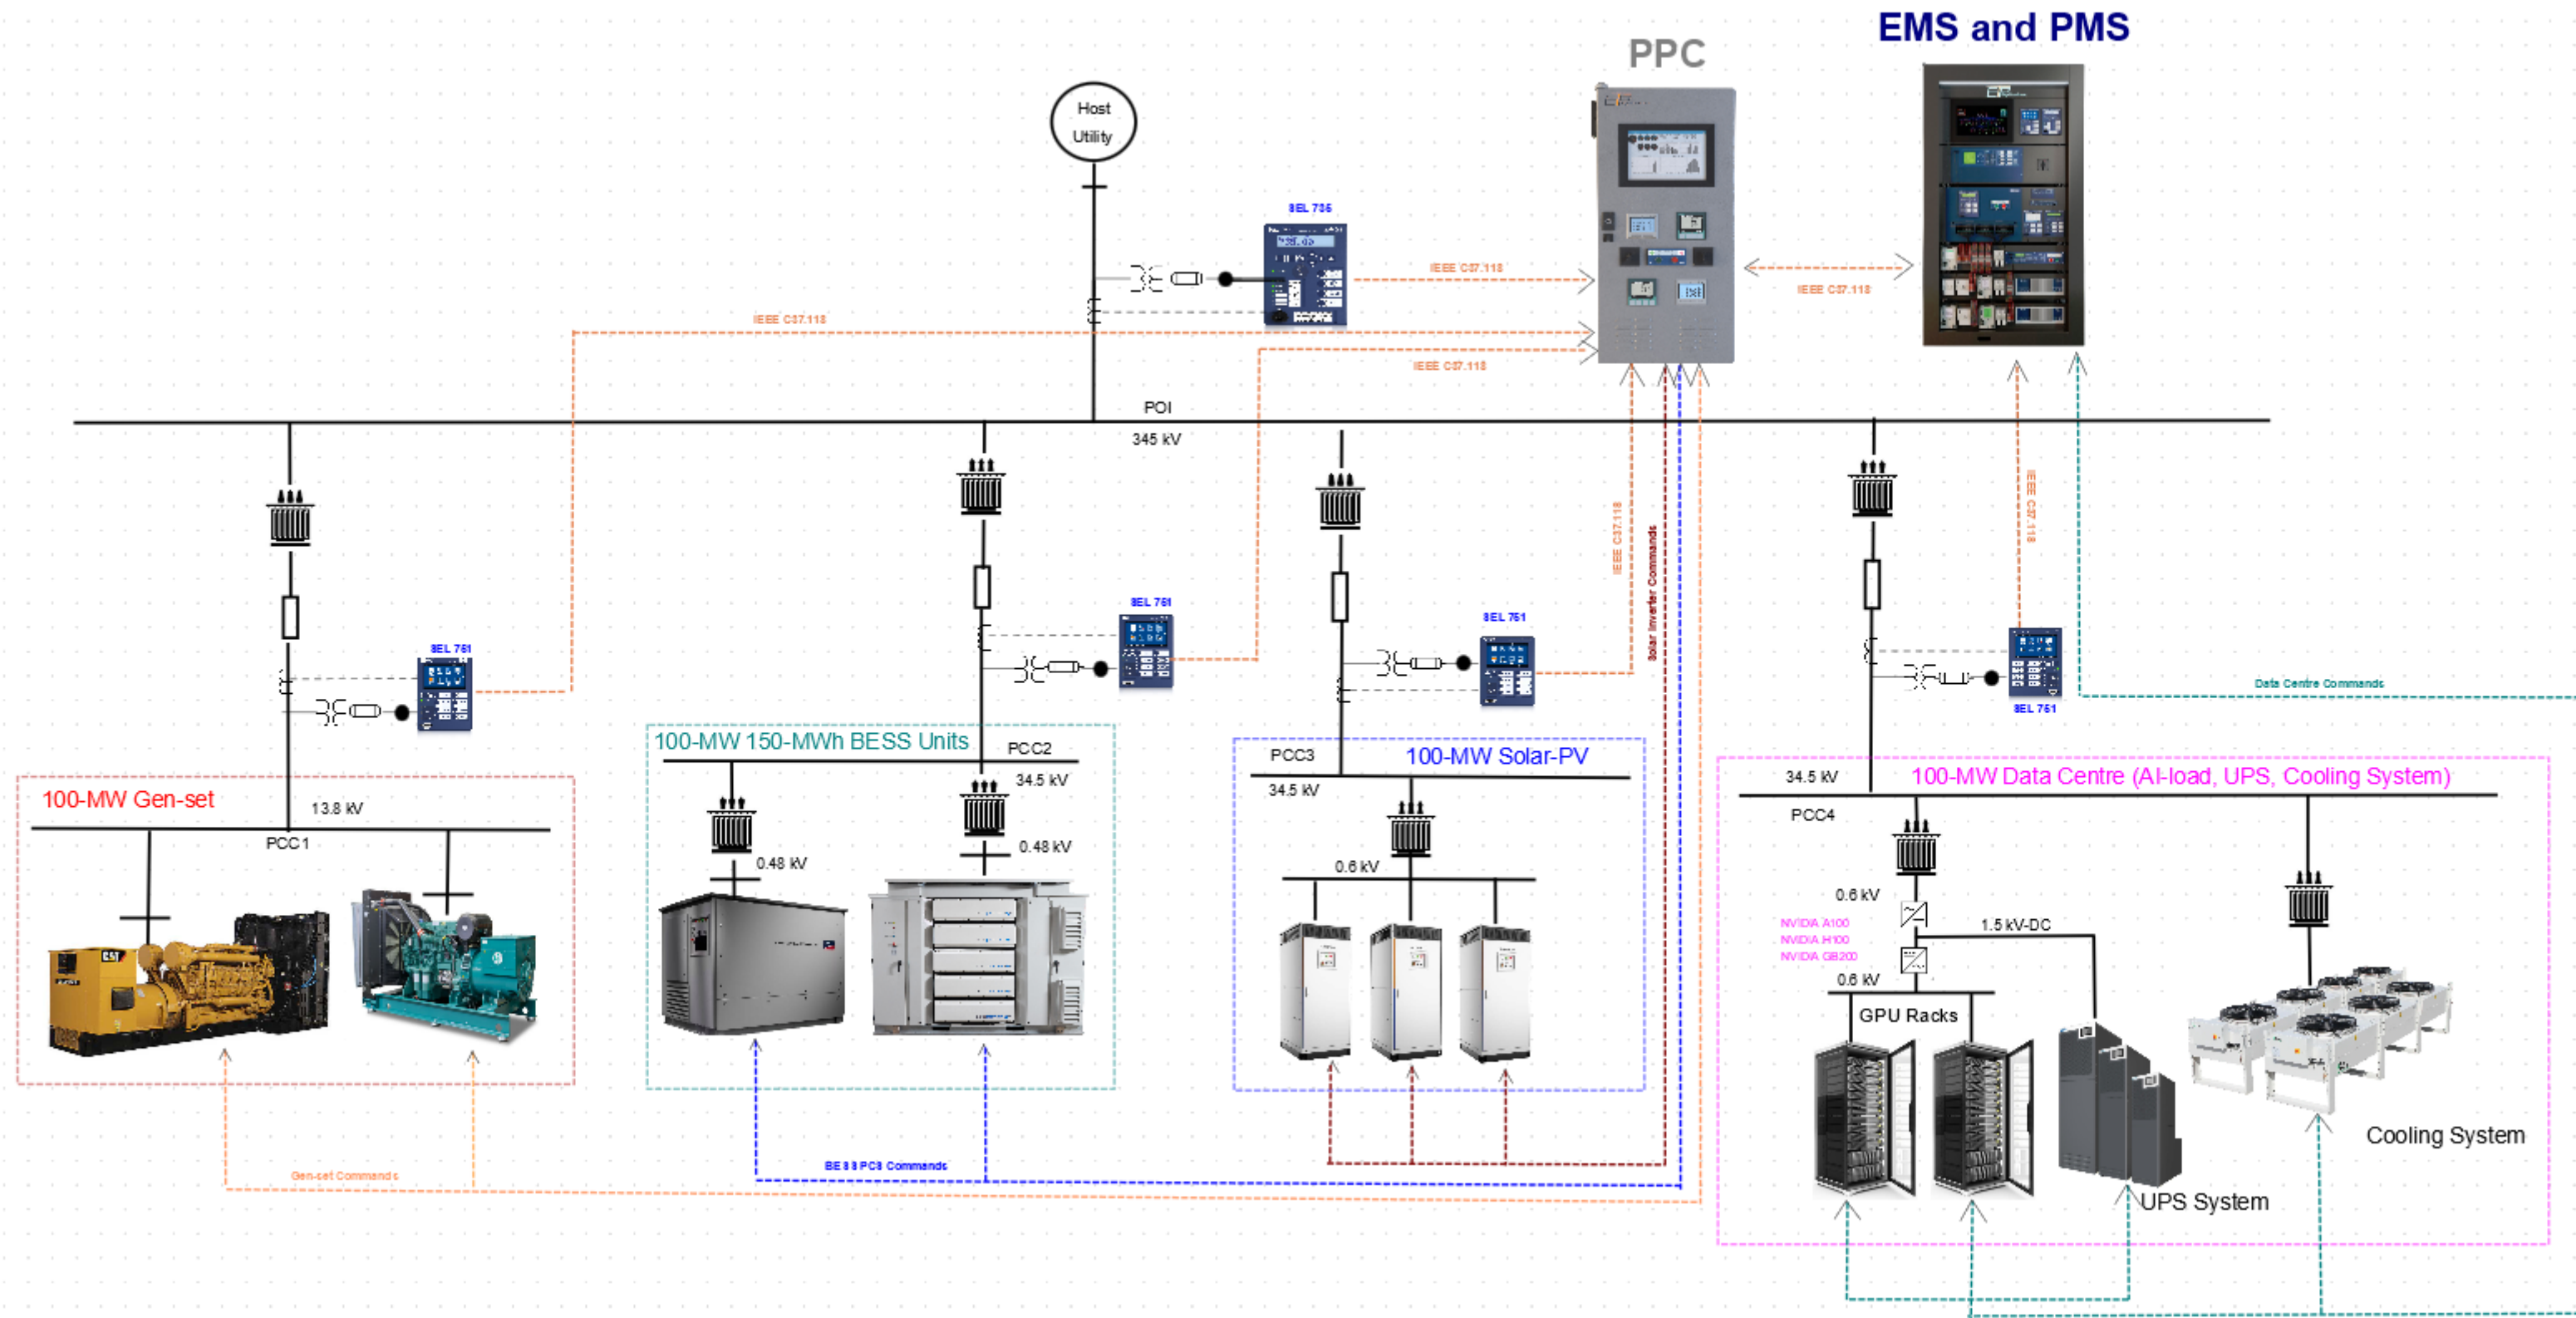 EMS and PMS
PPC
Host
Utility
SEL 735
IEEE C37.118
IEEE C37.118
IEEE C37.118
IEEE C37.118
POI
345 kV
IEEE C37.118
Solar Inverter Commands
IEEE C37.118
SEL 751
SEL 751
SEL 751
SEL 751
Data Centre Commands
100-MW Gen-set
13.8 kV
PCC1
CAT
100-MW 150-MWh BESS Units
PCC2
34.5 kV
0.48 kV
0.48 kV
PCC3
100-MW Solar-PV
34.5 kV
0.6 kV
34.5 kV
100-MW Data Centre (AI-load, UPS, Cooling System)
PCC4
0.6 kV
NVIDIA A100
NVIDIA H100
NVIDIA GB200
1.5 kV-DC
0.6 kV
GPU Racks
Cooling System
UPS System
Gen-set Commands
BESS PCS Commands